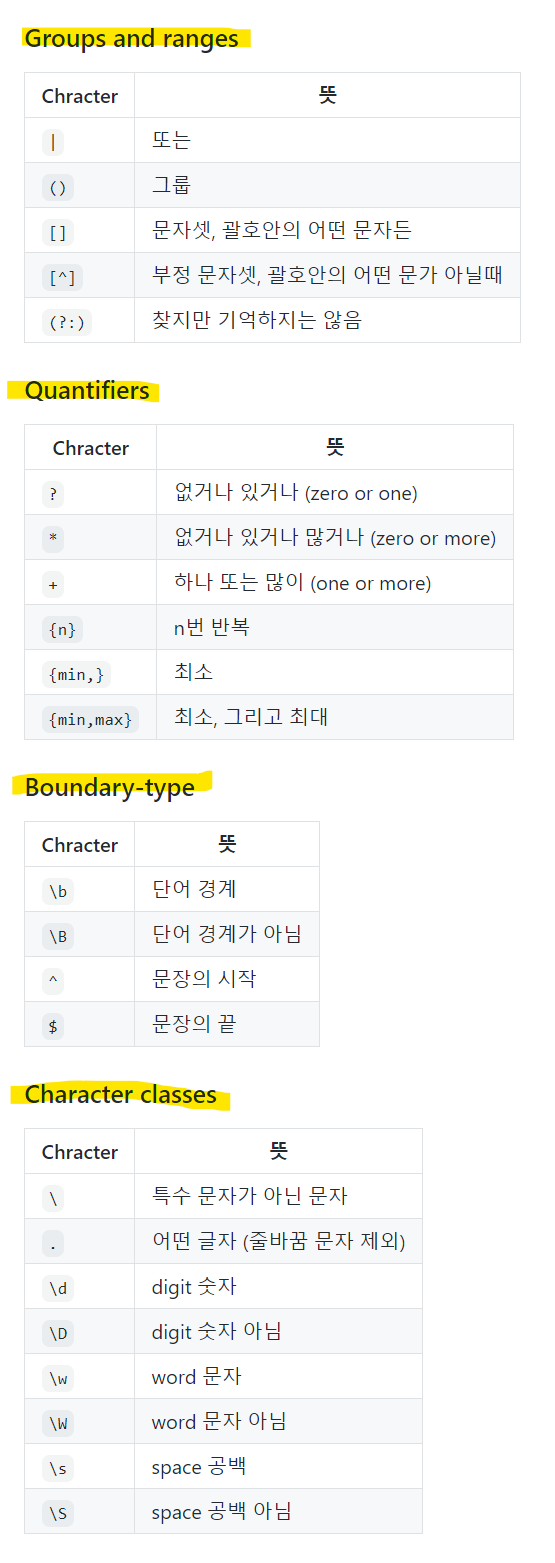 Groups and ranges
Chracter 뜻
| 또는
() 그룹
[] 문자셋, 괄호안의 어떤 문자든
[^] 부정 문자셋, 괄호안의 어떤 문가 아닐때
(?:) 찾지만 기억하지는 않음
Quantifiers
Chracter 뜻
? 없거나 있거나 (zero or one)
* 없거나 있거나 많거나 (zero or more)
+ 하나 또는 많이 (one or more)
{n} n번 반복
{min,} 최소
{min,max} 최소, 그리고 최대
Boundary-type
Chracter 뜻
\b 단어 경계
\B 단어 경계가 아님
^ 문장의 시작
$ 문장의 끝
Character classes
Chracter 뜻
\ 특수 문자가 아닌 문자
. 어떤 글자 (줄바꿈 문자 제외)
\d digit 숫자
\D digit 숫자 아님
\w word 문자
\W word 문자 아님
\s space 공백
\S space 공백 아님